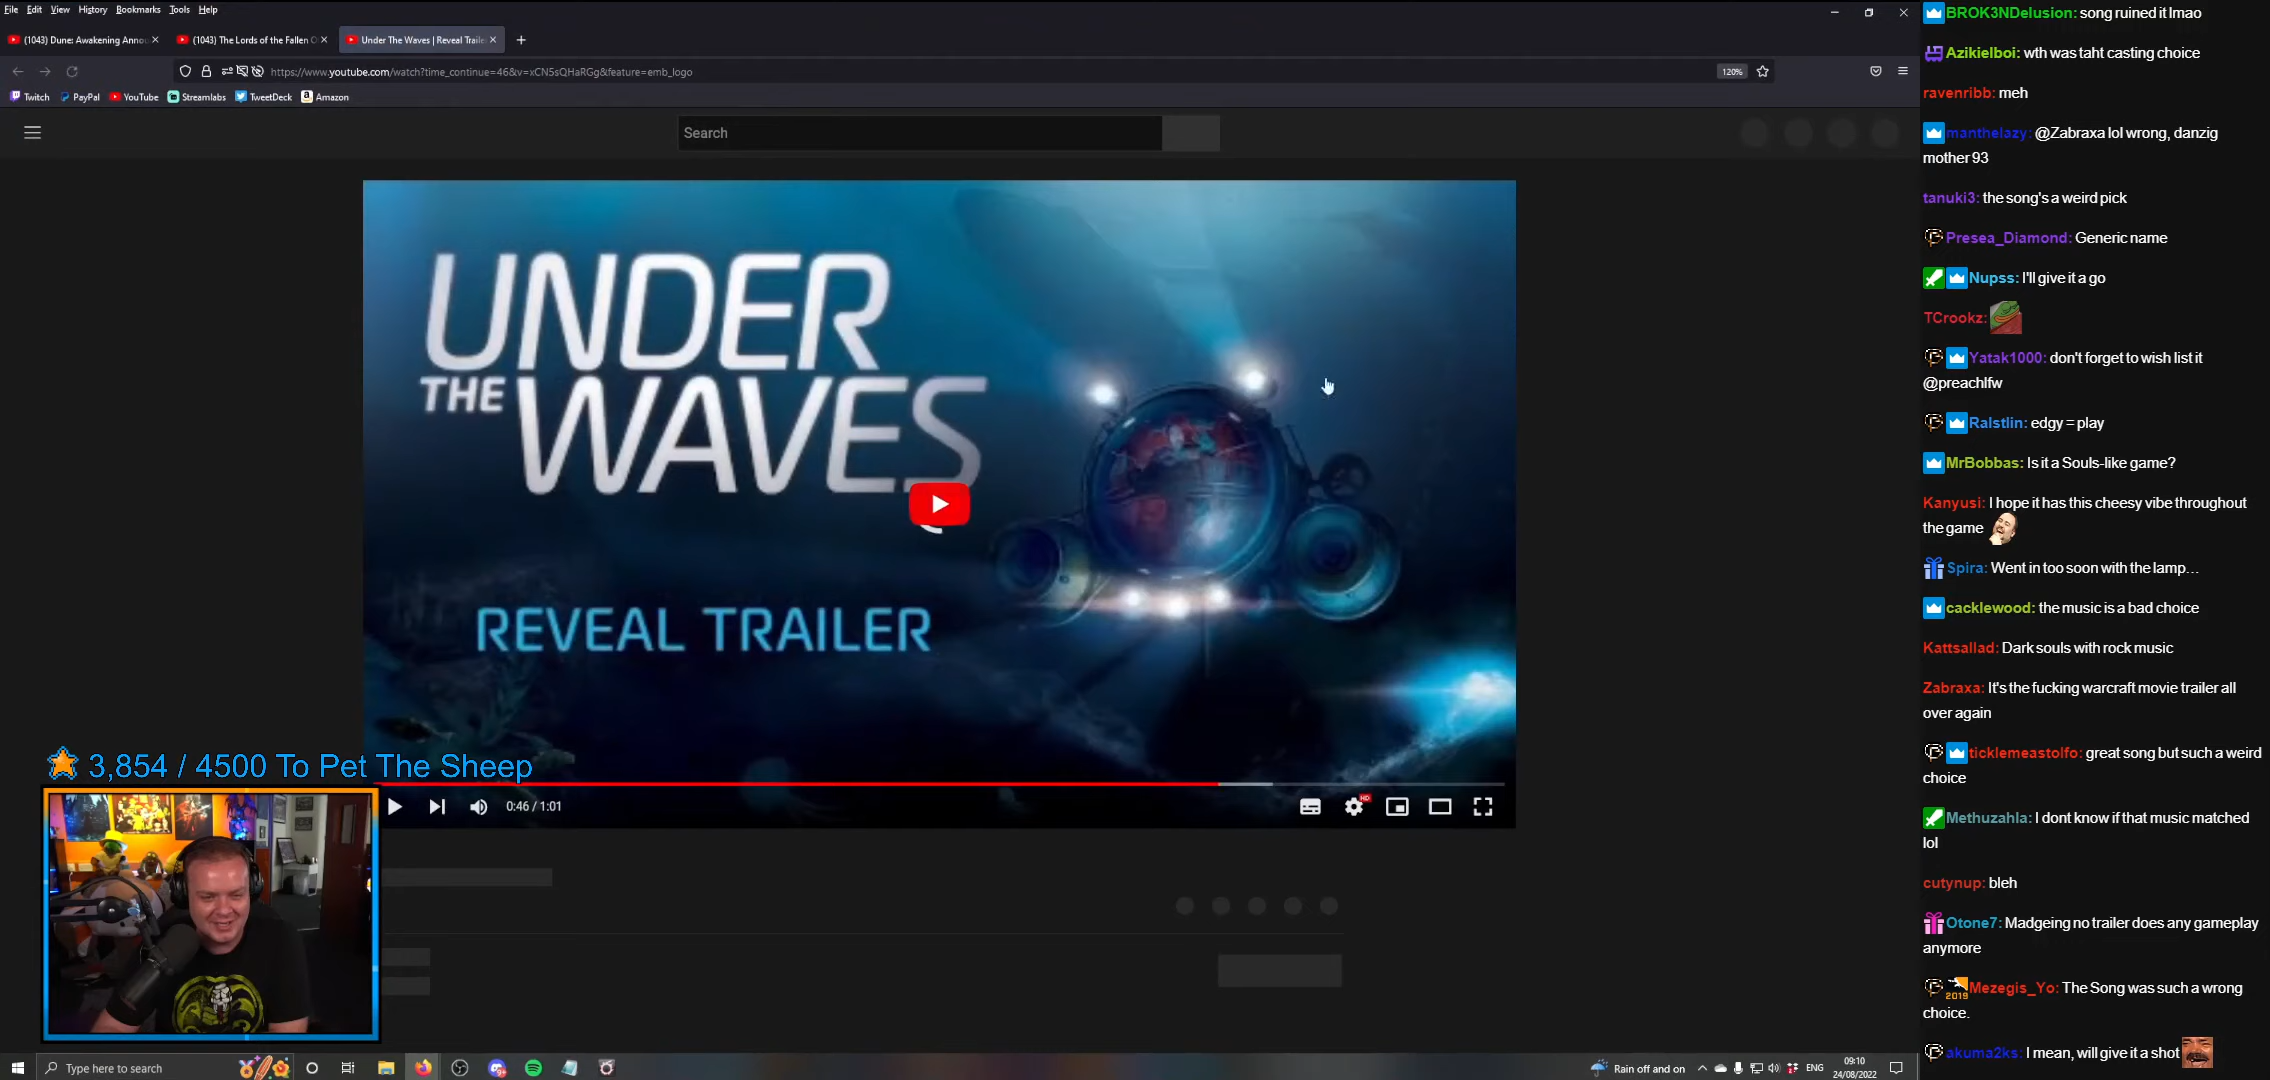 File Edit View History Bookmarks Tools Help
(1043) Dune: Awakening Annou
(1043) The Lords of the Fallen O
Under The Waves | Reveal Traile
https://www.youtube.com/watch?time_continue=46&v=xCN5sQHaRGg&feature=emb_logo
120%
Twitch PayPal YouTube Streamlabs TweetDeck Amazon
Search
UNDER
THE WAVES
REVEAL TRAILER
3,854 / 4500 To Pet The Sheep
0:46 / 1:01
HD
Type here to search
Rain off and on
ENG
09:10
24/08/2022
BROK3NDelusion: song ruined it lmao
Azikielboi: wth was taht casting choice
ravenribb: meh
manthelazy: @Zabraxa lol wrong, danzig
mother 93
tanuki3: the song's a weird pick
Presea_Diamond: Generic name
Nupss: I'll give it a go
TCrookz:
Yatak1000: don't forget to wish list it
@preachlfw
Ralstlin: edgy = play
MrBobbas: Is it a Souls-like game?
Kanyusi: I hope it has this cheesy vibe throughout
the game
Spira: Went in too soon with the lamp...
cacklewood: the music is a bad choice
Kattsallad: Dark souls with rock music
Zabraxa: It's the fucking warcraft movie trailer all
over again
ticklemeastolfo: great song but such a weird
choice
Methuzahla: I dont know if that music matched
lol
cutynup: bleh
Otone7: Madgeing no trailer does any gameplay
anymore
2019 Mezegis_Yo: The Song was such a wrong
choice.
akuma2ks: I mean, will give it a shot